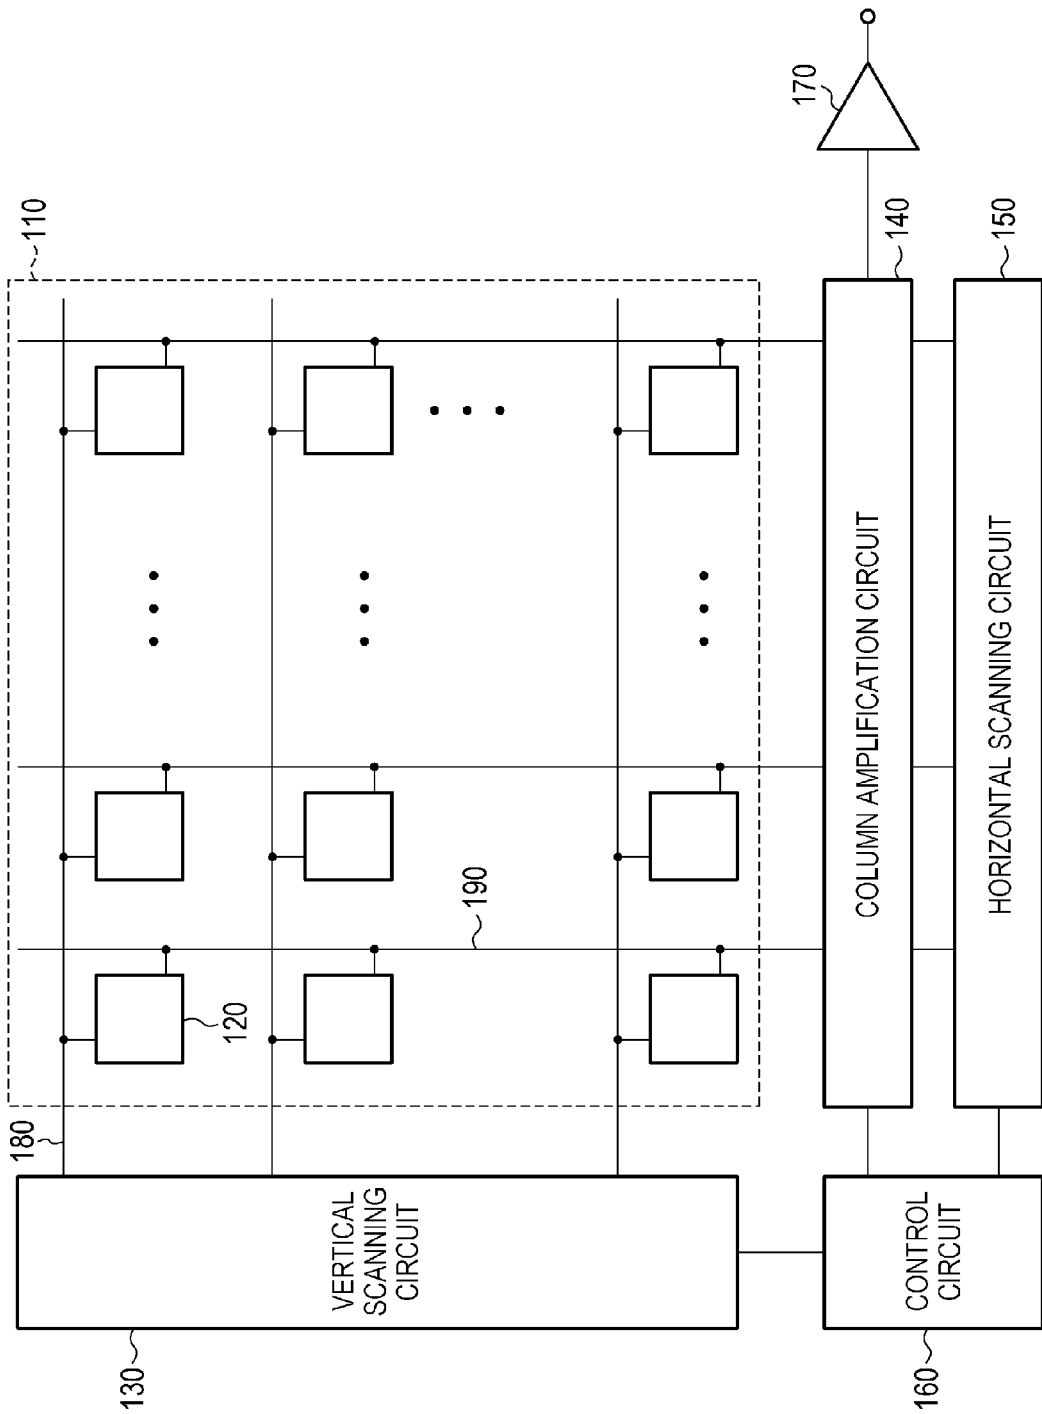 110
170
180
120
190
140
150
VERTICAL
SCANNING
CIRCUIT
COLUMN AMPLIFICATION CIRCUIT
HORIZONTAL SCANNING CIRCUIT
CONTROL
CIRCUIT
130
160